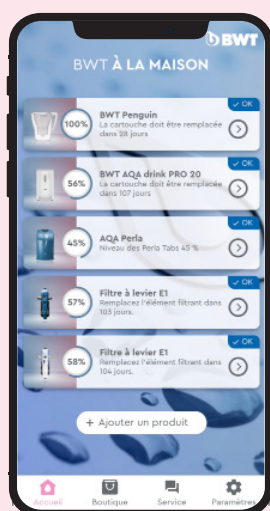 BWT
BWT À LA MAISON
OK
BWT Penguin
100%
La cartouche doit être remplacée
dans 28 jours
OK
BWT AQA drink PRO 20
56%
La cartouche doit être remplacée
dans 107 jours
OK
AQA Perla
45%
Niveau des Perla Tabs 45 %
OK
Filtre à levier E1
57%
Remplacez l'élément filtrant dans
103 jours.
OK
Filtre à levier E1
58%
Remplacez l'élément filtrant dans
104 jours.
+ Ajouter un produit
Accueil Boutique Service Paramètres